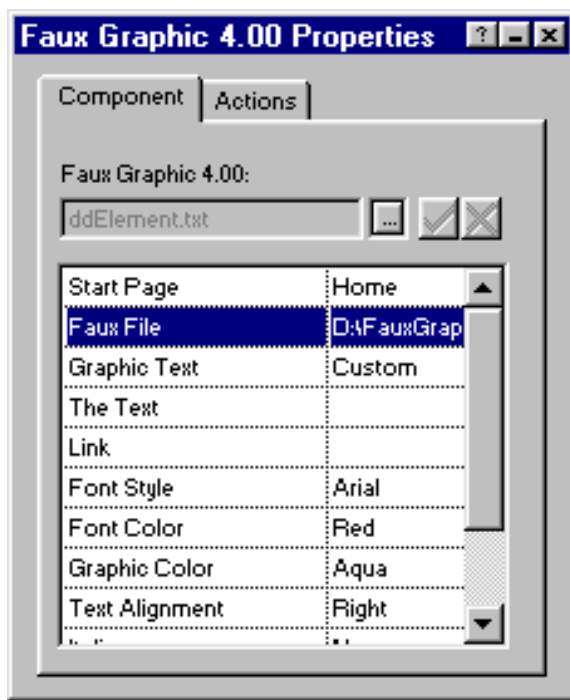 Faux Graphic 4.00 Properties ?
Component Actions
Faux Graphic 4.00:
ddElement.txt ...
Start Page Home
Faux File D:\FauxGrap
Graphic Text Custom
The Text
Link
Font Style Arial
Font Color Red
Graphic Color Aqua
Text Alignment Right